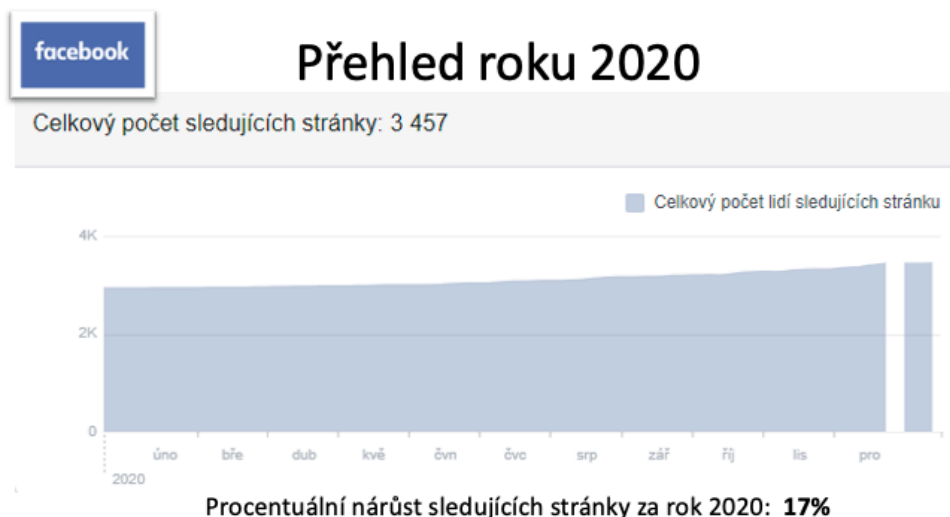 facebook
Přehled roku 2020
Celkový počet sledujících stránky: 3 457
Celkový počet lidí sledujících stránku
4K
2K
0
úno bře dub kvě čvn čvc srp zář říj lis pro
2020
Procentuální nárůst sledujících stránky za rok 2020: 17%